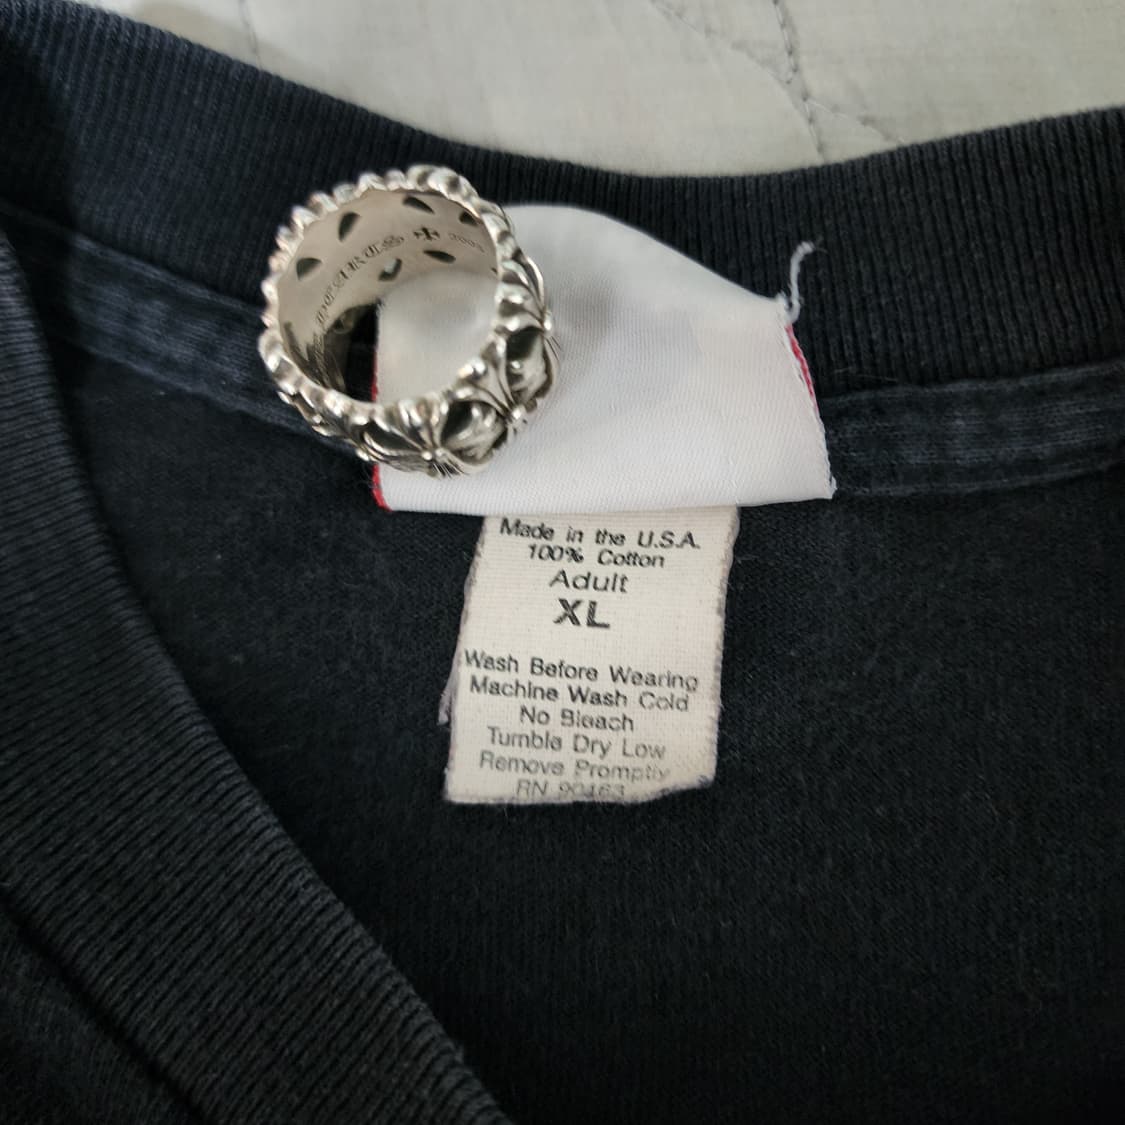 2003
Made in the U.S.A.
100% Cotton
Adult
XL
Wash Before Wearing
Machine Wash Cold
No Bleach
Tumble Dry Low
Remove Promptly
RN 90463